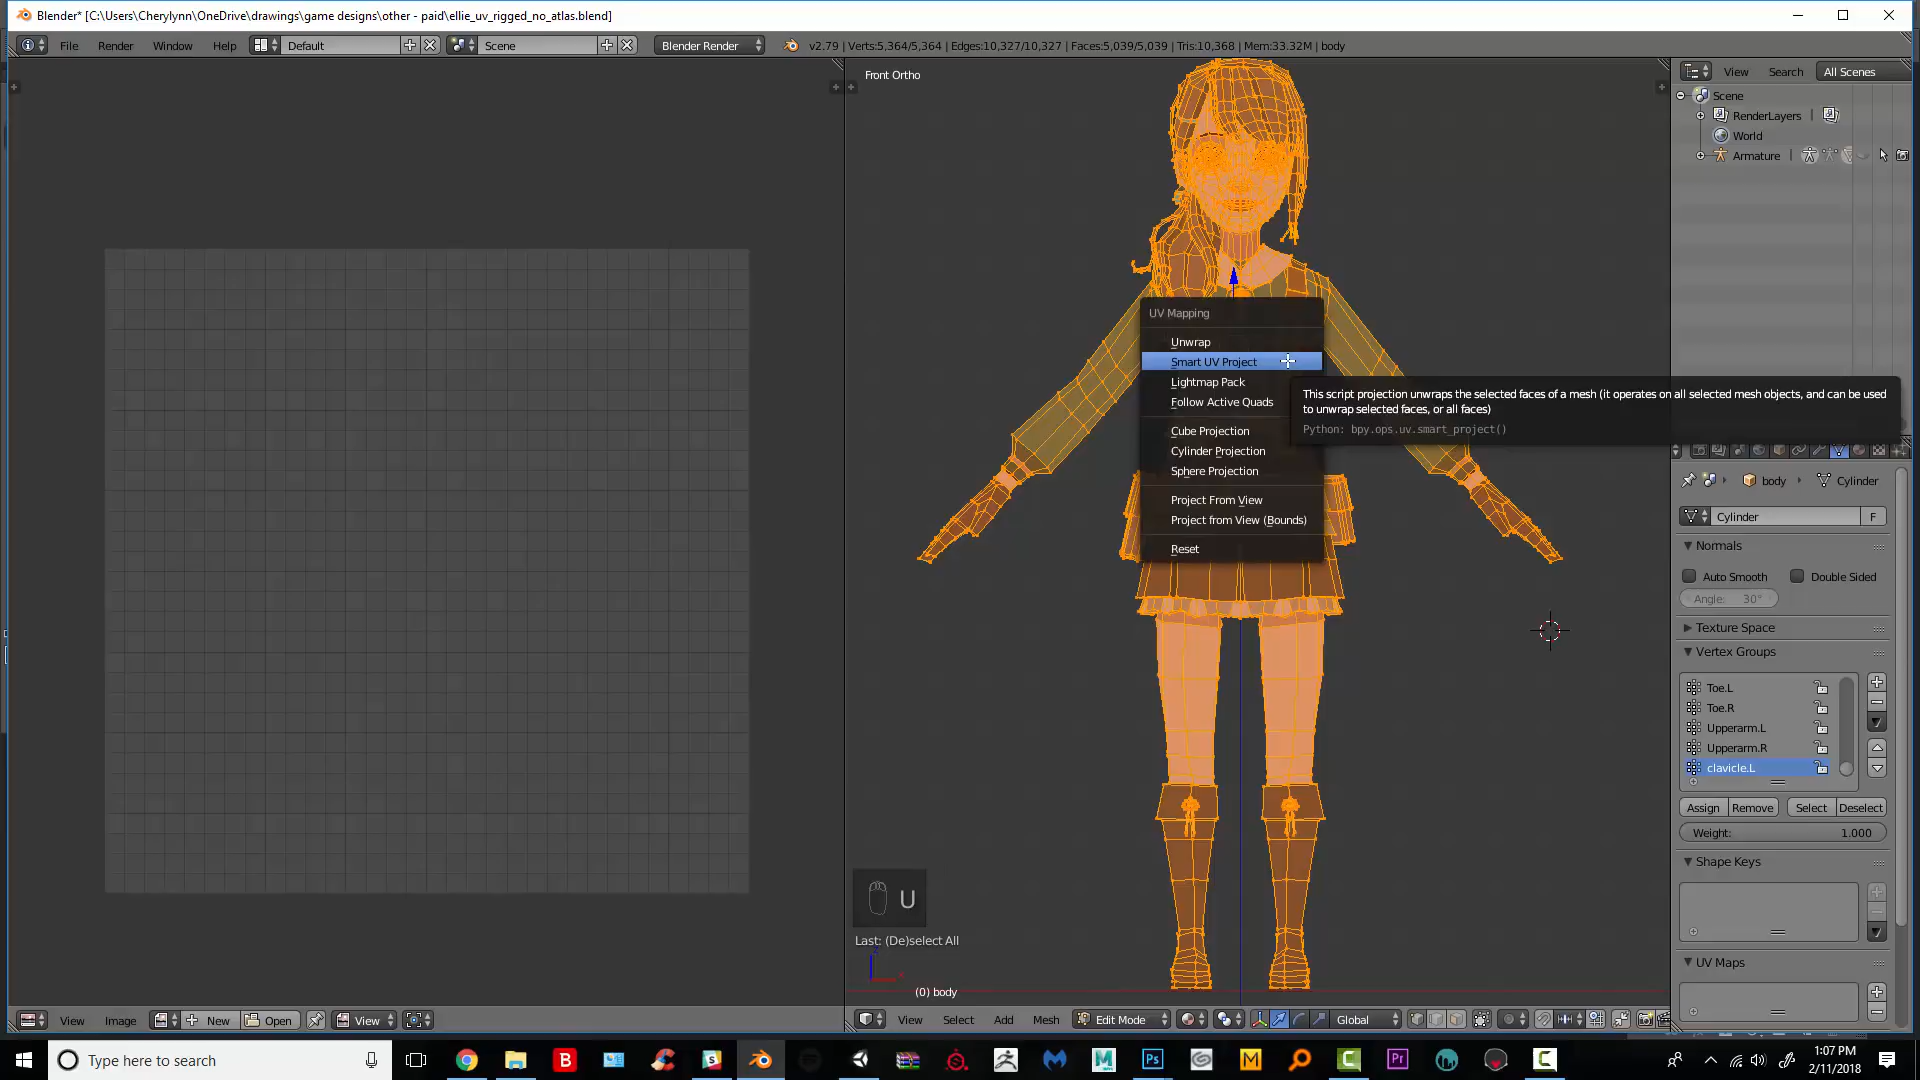 Blender* [C:\Users\Cherylynn\OneDrive\drawings\game designs\other - paid\ellie_uv_rigged_no_atlas.blend]
File Render Window Help Default Scene Blender Render v2.79 | Verts:5,364/5,364 | Edges:10,327/10,327 | Faces:5,039/5,039 | Tris:10,368 | Mem:33.32M | body
Front Ortho
View Search All Scenes
Scene
RenderLayers
World
Armature
UV Mapping
Unwrap
Smart UV Project
Lightmap Pack
Follow Active Quads
Cube Projection
Cylinder Projection
Sphere Projection
Project From View
Project from View (Bounds)
Reset
This script projection unwraps the selected faces of a mesh (it operates on all selected mesh objects, and can be used
to unwrap selected faces, or all faces)
Python: bpy.ops.uv.smart_project()
body Cylinder
Cylinder F
Normals
Auto Smooth Double Sided
Angle: 30°
Texture Space
Vertex Groups
Toe.L
Toe.R
Upperarm.L
Upperarm.R
clavicle.L
Assign Remove Select Deselect
Weight: 1.000
Shape Keys
UV Maps
U
Last: (De)select All
(0) body
View Image New Open View
View Select Add Mesh Edit Mode Global
Type here to search
1:07 PM
2/11/2018